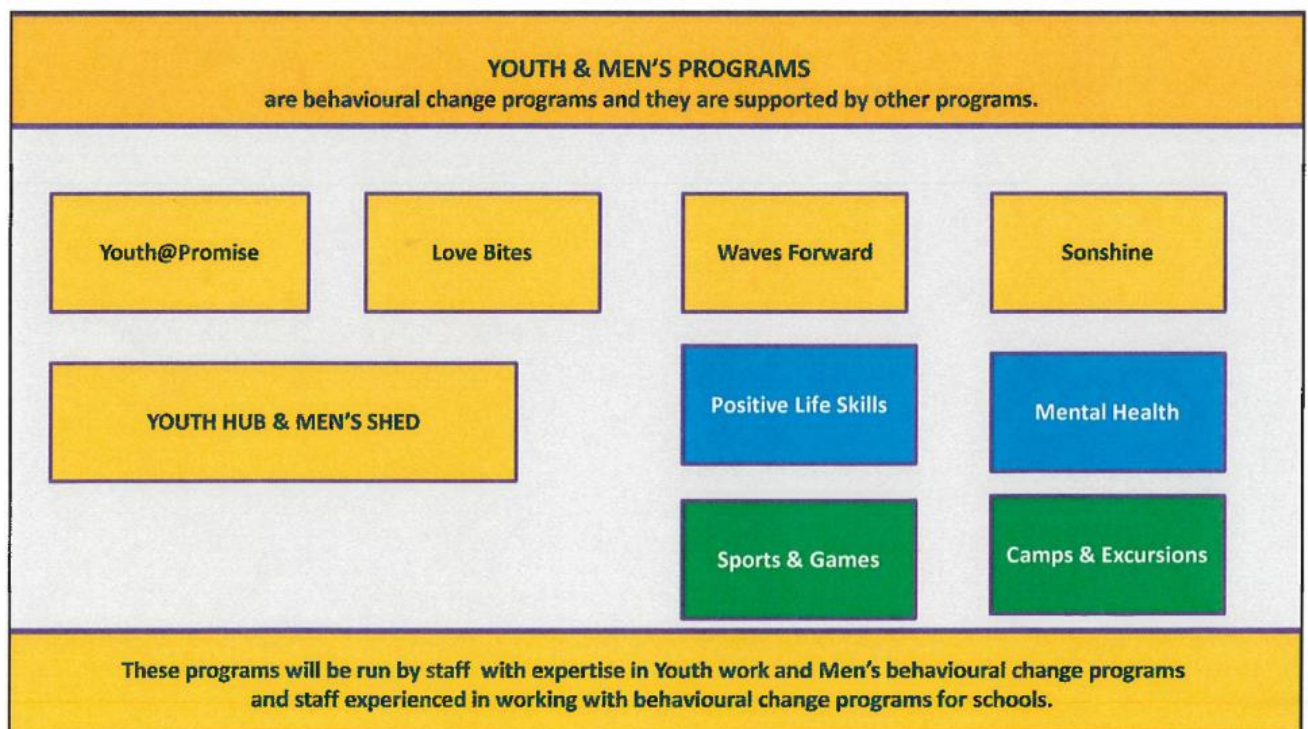 YOUTH & MEN'S PROGRAMS
are behavioural change programs and they are supported by other programs.
Youth@Promise
Love Bites
Waves Forward
Sonshine
YOUTH HUB & MEN'S SHED
Positive Life Skills
Mental Health
Sports & Games
Camps & Excursions
These programs will be run by staff with expertise in Youth work and Men's behavioural change programs
and staff experienced in working with behavioural change programs for schools.